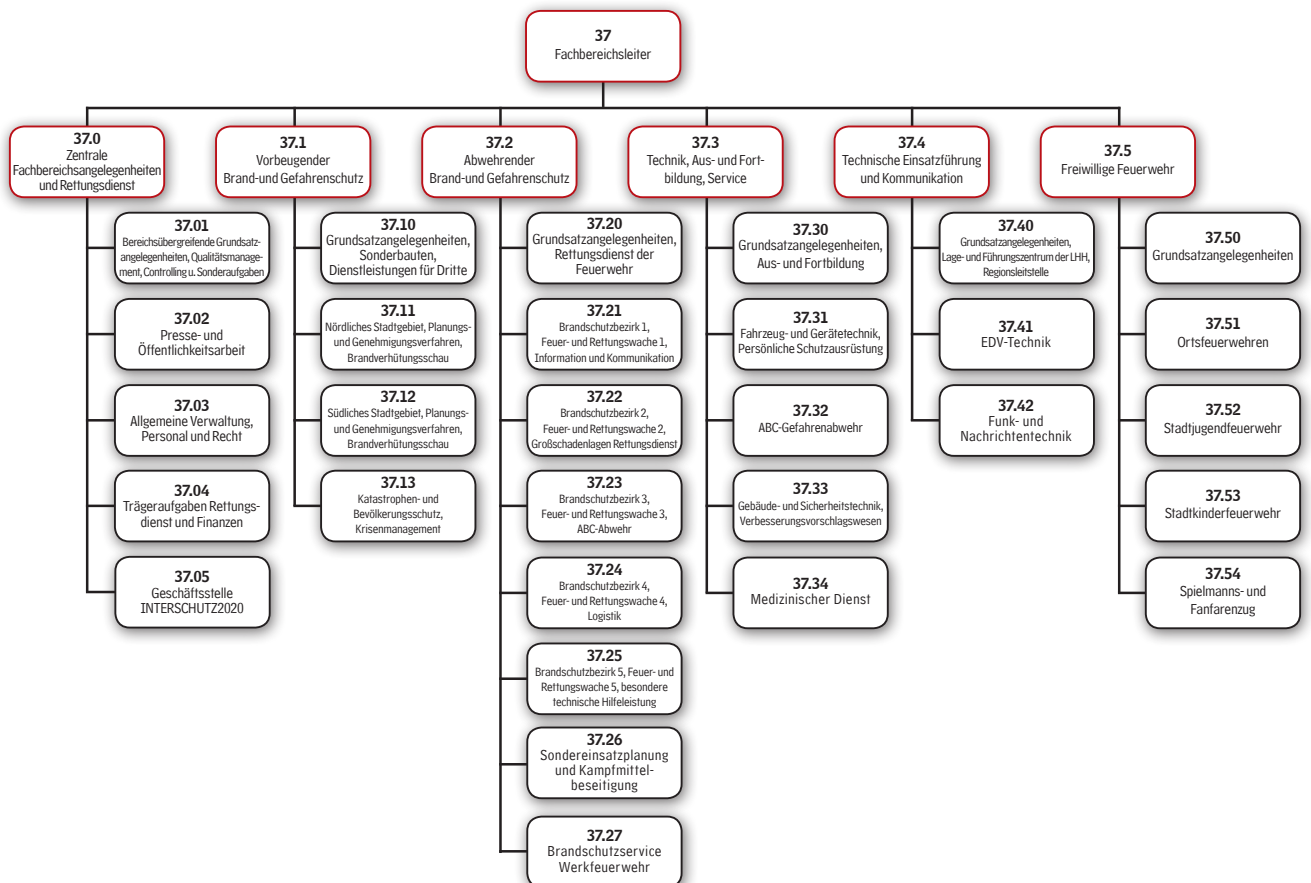 37
Fachbereichsleiter
37.0
Zentrale
Fachbereichsangelegenheiten
und Rettungsdienst
37.01
Bereichsübergreifende Grundsatz-
angelegenheiten, Qualitätsmanage-
ment, Controlling u. Sonderaufgaben
37.02
Presse- und
Öffentlichkeitsarbeit
37.03
Allgemeine Verwaltung,
Personal und Recht
37.04
Trägeraufgaben Rettungs-
dienst und Finanzen
37.05
Geschäftsstelle
INTERSCHUTZ2020
37.1
Vorbeugender
Brand-und Gefahrenschutz
37.10
Grundsatzangelegenheiten,
Sonderbauten,
Dienstleistungen für Dritte
37.11
Nördliches Stadtgebiet, Planungs-
und Genehmigungsverfahren,
Brandverhütungsschau
37.12
Südliches Stadtgebiet, Planungs-
und Genehmigungsverfahren,
Brandverhütungsschau
37.13
Katastrophen- und
Bevölkerungsschutz,
Krisenmanagement
37.2
Abwehrender
Brand-und Gefahrenschutz
37.20
Grundsatzangelegenheiten,
Rettungsdienst der
Feuerwehr
37.21
Brandschutzbezirk 1,
Feuer- und Rettungswache 1,
Information und Kommunikation
37.22
Brandschutzbezirk 2,
Feuer- und Rettungswache 2,
Großschadenlagen Rettungsdienst
37.23
Brandschutzbezirk 3,
Feuer- und Rettungswache 3,
ABC-Abwehr
37.24
Brandschutzbezirk 4,
Feuer- und Rettungswache 4,
Logistik
37.25
Brandschutzbezirk 5, Feuer- und
Rettungswache 5, besondere
technische Hilfeleistung
37.26
Sondereinsatzplanung
und Kampfmittel-
beseitigung
37.27
Brandschutzservice
Werkfeuerwehr
37.3
Technik, Aus- und Fort-
bildung, Service
37.30
Grundsatzangelegenheiten,
Aus- und Fortbildung
37.31
Fahrzeug- und Gerätetechnik,
Persönliche Schutzausrüstung
37.32
ABC-Gefahrenabwehr
37.33
Gebäude- und Sicherheitstechnik,
Verbesserungsvorschlagswesen
37.34
Medizinischer Dienst
37.4
Technische Einsatzführung
und Kommunikation
37.40
Grundsatzangelegenheiten,
Lage- und Führungszentrum der LHH,
Regionsleitstelle
37.41
EDV-Technik
37.42
Funk- und
Nachrichtentechnik
37.5
Freiwillige Feuerwehr
37.50
Grundsatzangelegenheiten
37.51
Ortsfeuerwehren
37.52
Stadtjugendfeuerwehr
37.53
Stadtkinderfeuerwehr
37.54
Spielmanns- und
Fanfarenzug